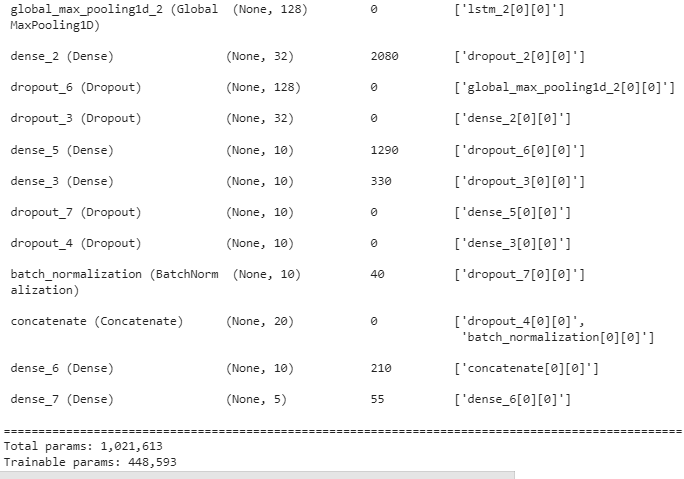 global_max_pooling1d_2 (Global (None, 128) 0 ['lstm_2[0][0]']
MaxPooling1D)
dense_2 (Dense) (None, 32) 2080 ['dropout_2[0][0]']
dropout_6 (Dropout) (None, 128) 0 ['global_max_pooling1d_2[0][0]']
dropout_3 (Dropout) (None, 32) 0 ['dense_2[0][0]']
dense_5 (Dense) (None, 10) 1290 ['dropout_6[0][0]']
dense_3 (Dense) (None, 10) 330 ['dropout_3[0][0]']
dropout_7 (Dropout) (None, 10) 0 ['dense_5[0][0]']
dropout_4 (Dropout) (None, 10) 0 ['dense_3[0][0]']
batch_normalization (BatchNorm (None, 10) 40 ['dropout_7[0][0]']
alization)
concatenate (Concatenate) (None, 20) 0 ['dropout_4[0][0]',
'batch_normalization[0][0]']
dense_6 (Dense) (None, 10) 210 ['concatenate[0][0]']
dense_7 (Dense) (None, 5) 55 ['dense_6[0][0]']
==================================================================================================
Total params: 1,021,613
Trainable params: 448,593